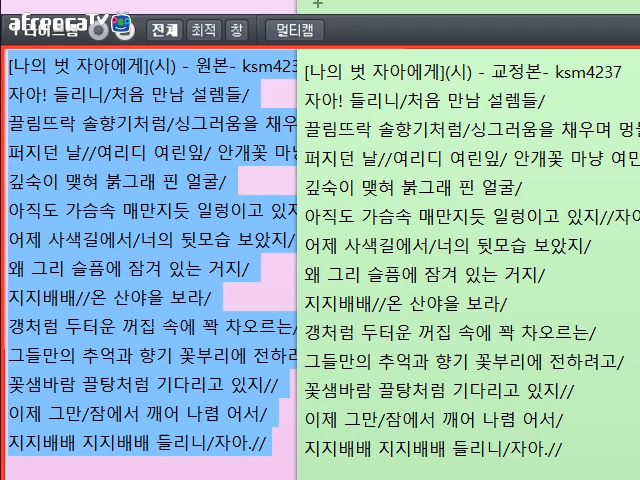 afreecaTV
전체 최적 창 멀티캠
[나의 벗 자아에게](시) - 원본- ksm423
자아! 들리니/처음 만남 설렘들/
끌림뜨락 솔향기처럼/싱그러움을 채우
퍼지던 날//여리디 여린잎/ 안개꽃 마냥
깊숙이 맺혀 붉그래 핀 얼굴/
아직도 가슴속 매만지듯 일렁이고 있지
어제 사색길에서/너의 뒷모습 보았지/
왜 그리 슬픔에 잠겨 있는 거지/
지지배배//온 산야을 보라/
갱처럼 두터운 꺼집 속에 꽉 차오르는/
그들만의 추억과 향기 꽃부리에 전하려
꽃샘바람 끌탕처럼 기다리고 있지//
이제 그만/잠에서 깨어 나렴 어서/
지지배배 지지배배 들리니/자아.//
[나의 벗 자아에게](시) - 교정본- ksm4237
자아! 들리니/처음 만남 설렘들/
끌림뜨락 솔향기처럼/싱그러움을 채우며 멍
퍼지던 날//여리디 여린잎/ 안개꽃 마냥 여민
깊숙이 맺혀 붉그래 핀 얼굴/
아직도 가슴속 매만지듯 일렁이고 있지//자아
어제 사색길에서/너의 뒷모습 보았지/
왜 그리 슬픔에 잠겨 있는 거지/
지지배배//온 산야을 보라/
갱처럼 두터운 꺼집 속에 꽉 차오르는/
그들만의 추억과 향기 꽃부리에 전하려고/
꽃샘바람 끌탕처럼 기다리고 있지//
이제 그만/잠에서 깨어 나렴 어서/
지지배배 지지배배 들리니/자아.//